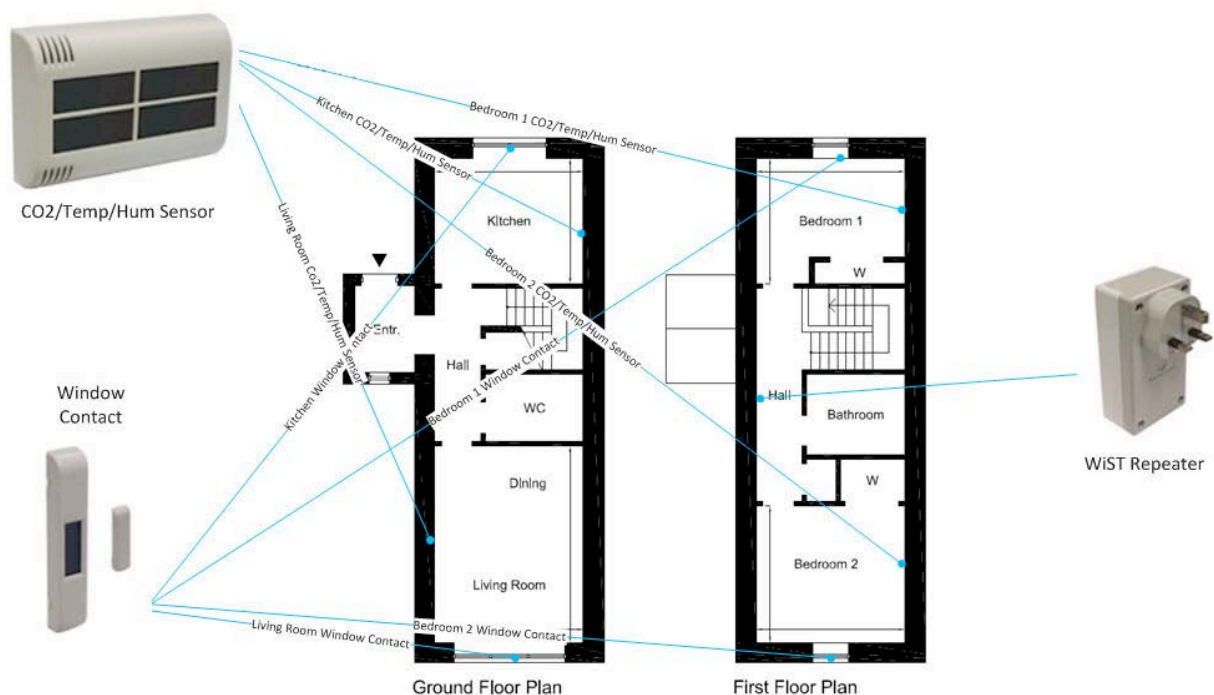 CO2/Temp/Hum Sensor
Bedroom 1 CO2/Temp/Hum Sensor
Kitchen CO2/Temp/Hum Sensor
Living Room Co2/Temp/Hum Sensor
Bedroom 2 CO2/Temp/Hum Sensor
Kitchen
Bedroom 1
W
Entr.
Hall
WC
Kitchen Window Contact
Bedroom 1 Window Contact
Hall
Bathroom
W
Window
Contact
WiST Repeater
Dining
Living Room
Bedroom 2
Bedroom 2 Window Contact
Living Room Window Contact
Ground Floor Plan
First Floor Plan